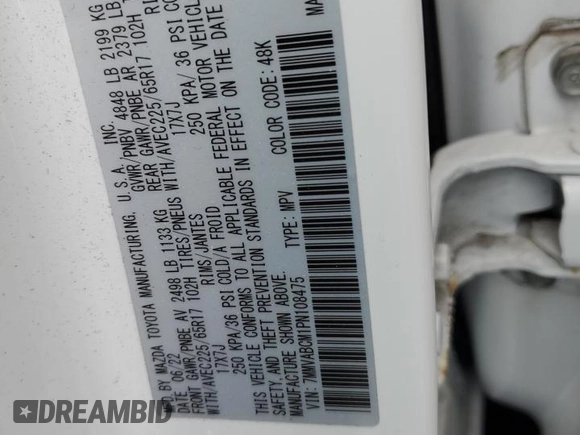 MFD BY MAZDA TOYOTA MANUFACTURING, U.S.A., INC.
DATE 06/22 GVWR/PNBV 4848 LB 2199 KG
FRONT GAWR/PNBE AV 2498 LB 1133 KG REAR GAWR/PNBE AR 2379 LB
WITH/AVEC225/65R17 102H TIRES/PNEUS WITH/AVEC225/65R17 102H
17X7J RIMS/JANTES 17X7J
250 KPA/36 PSI COLD/A FROID 250 KPA/ 36 PSI
THIS VEHICLE CONFORMS TO ALL APPLICABLE FEDERAL MOTOR VEHICLE
SAFETY, AND THEFT PREVENTION STANDARDS IN EFFECT ON THE DATE
MANUFACTURE SHOWN ABOVE.
VIN: 7MMVABCM1PN108475 TYPE: MPV COLOR CODE: 48K
MA
DREAMBID